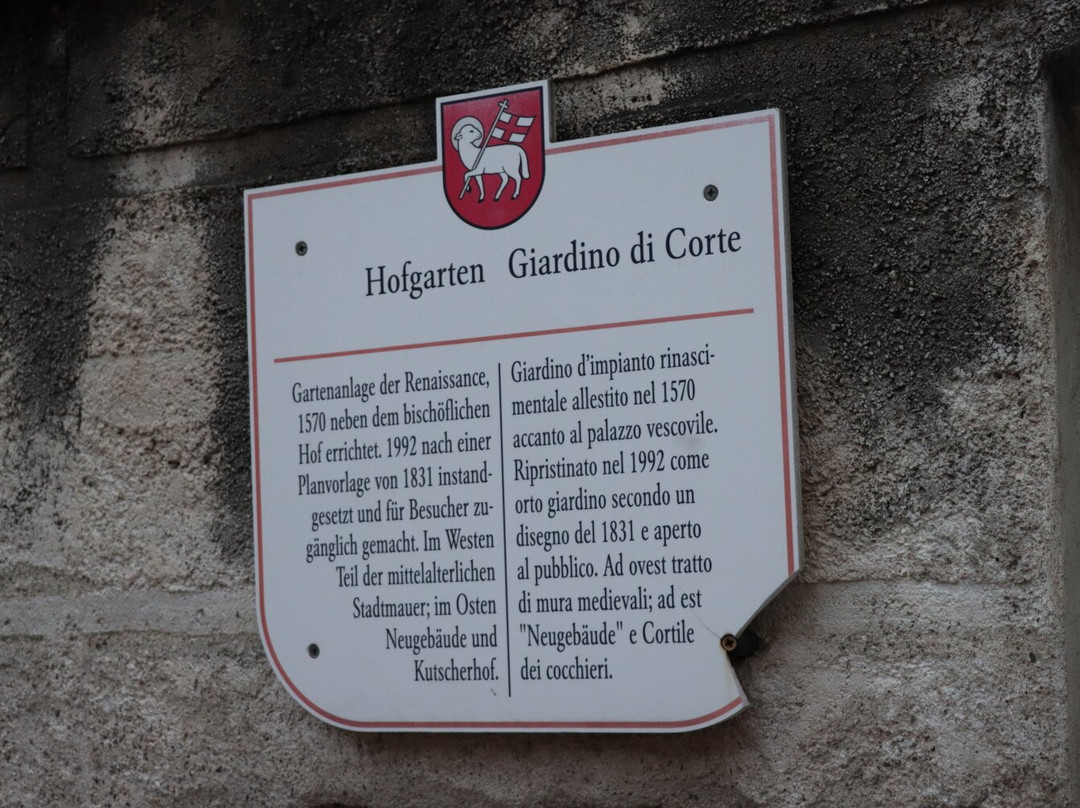 Hofgarten Giardino di Corte
Gartenanlage der Renaissance,
1570 neben dem bischöflichen
Hof errichtet. 1992 nach einer
Planvorlage von 1831 instand-
gesetzt und für Besucher zu-
gänglich gemacht. Im Westen
Teil der mittelalterlichen
Stadtmauer; im Osten
Neugebäude und
Kutscherhof.
Giardino d'impianto rinasci-
mentale allestito nel 1570
accanto al palazzo vescovile.
Ripristinato nel 1992 come
orto giardino secondo un
disegno del 1831 e aperto
al pubblico. Ad ovest tratto
di mura medievali; ad est
"Neugebäude" e Cortile
dei cocchieri.